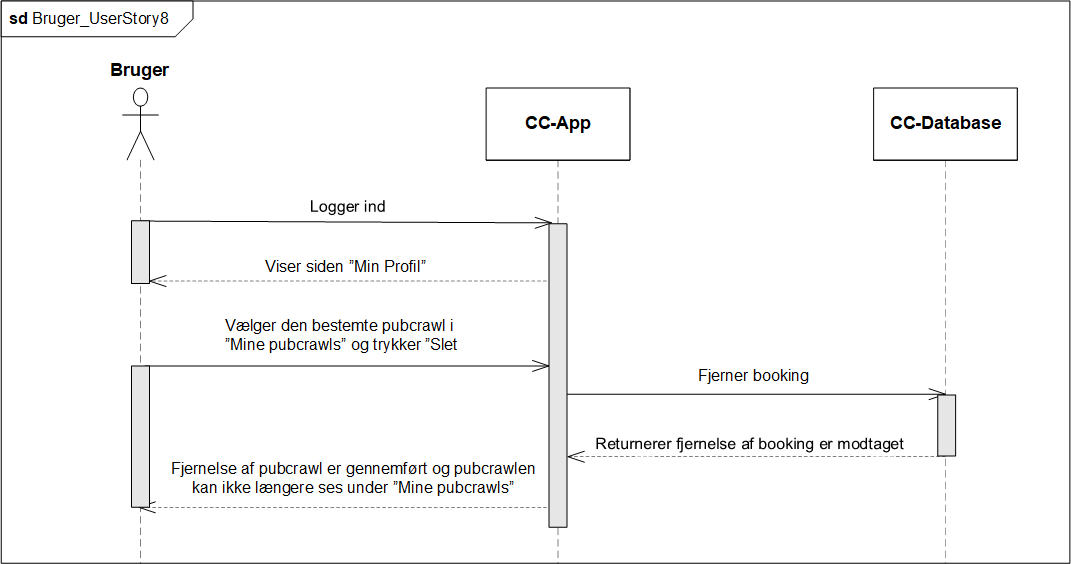 sd Bruger_UserStory8
Bruger
CC-App
CC-Database
Logger ind
Viser siden ”Min Profil”
Vælger den bestemte pubcrawl i
”Mine pubcrawls” og trykker ”Slet
Fjerner booking
Returnerer fjernelse af booking er modtaget
Fjernelse af pubcrawl er gennemført og pubcrawlen
kan ikke længere ses under ”Mine pubcrawls”